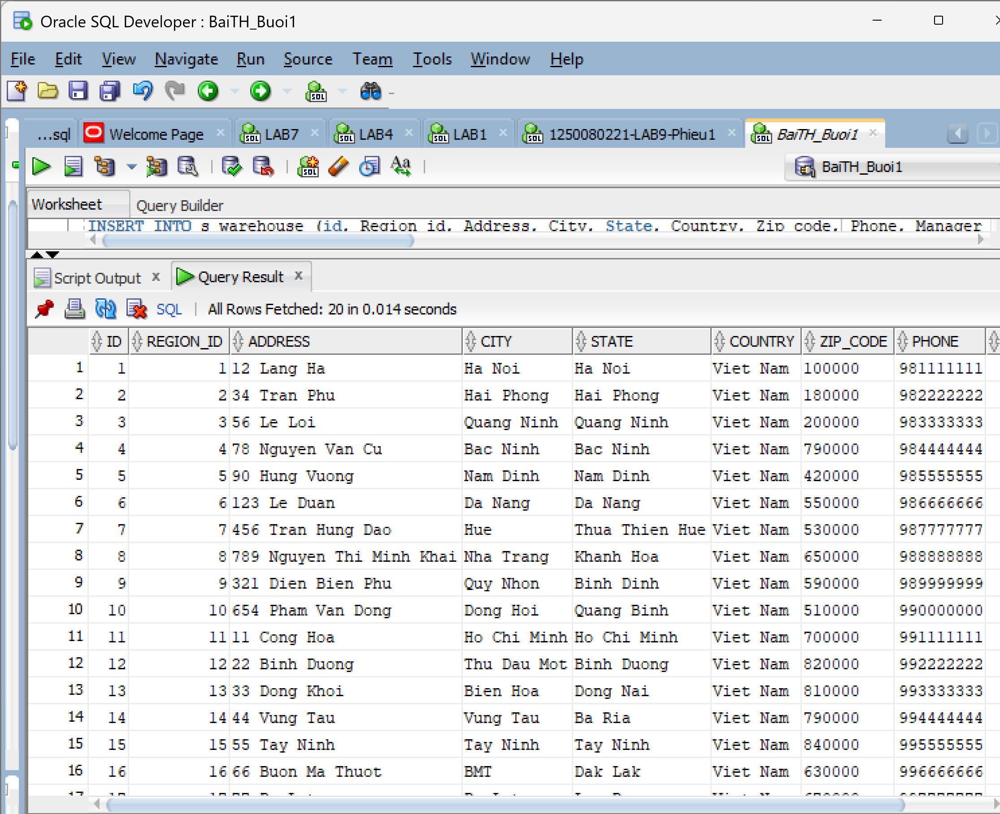 Oracle SQL Developer : BaiTH_Buoi1
File Edit View Navigate Run Source Team Tools Window Help
SQL
...sql Welcome Page SQL LAB7 SQL LAB4 SQL LAB1 SQL 1250080221-LAB9-Phieu1 SQL BaiTH_Buoi1
SQL Aa BaiTH_Buoi1
Worksheet Query Builder
INSERT INTO s_warehouse (id, Region_id, Address, City, State, Country, Zip_code, Phone, Manager
Script Output Query Result
SQL All Rows Fetched: 20 in 0.014 seconds
ID REGION_ID ADDRESS CITY STATE COUNTRY ZIP_CODE PHONE
1 1 1 12 Lang Ha Ha Noi Ha Noi Viet Nam 100000 981111111
2 2 2 34 Tran Phu Hai Phong Hai Phong Viet Nam 180000 982222222
3 3 3 56 Le Loi Quang Ninh Quang Ninh Viet Nam 200000 983333333
4 4 4 78 Nguyen Van Cu Bac Ninh Bac Ninh Viet Nam 790000 984444444
5 5 5 90 Hung Vuong Nam Dinh Nam Dinh Viet Nam 420000 985555555
6 6 6 123 Le Duan Da Nang Da Nang Viet Nam 550000 986666666
7 7 7 456 Tran Hung Dao Hue Thua Thien Hue Viet Nam 530000 987777777
8 8 8 789 Nguyen Thi Minh Khai Nha Trang Khanh Hoa Viet Nam 650000 988888888
9 9 9 321 Dien Bien Phu Quy Nhon Binh Dinh Viet Nam 590000 989999999
10 10 10 654 Pham Van Dong Dong Hoi Quang Binh Viet Nam 510000 990000000
11 11 11 11 Cong Hoa Ho Chi Minh Ho Chi Minh Viet Nam 700000 991111111
12 12 12 22 Binh Duong Thu Dau Mot Binh Duong Viet Nam 820000 992222222
13 13 13 33 Dong Khoi Bien Hoa Dong Nai Viet Nam 810000 993333333
14 14 14 44 Vung Tau Vung Tau Ba Ria Viet Nam 790000 994444444
15 15 15 55 Tay Ninh Tay Ninh Tay Ninh Viet Nam 840000 995555555
16 16 16 66 Buon Ma Thuot BMT Dak Lak Viet Nam 630000 996666666